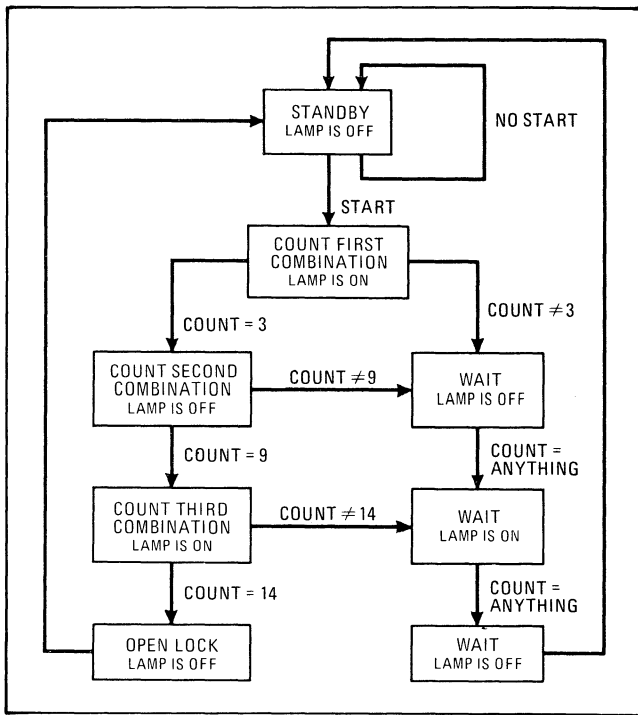 STANDBY
LAMP IS OFF
NO START
START
COUNT FIRST
COMBINATION
LAMP IS ON
COUNT = 3
COUNT ≠3
COUNT SECOND
COMBINATION
LAMP IS OFF
COUNT ≠9
WAIT
LAMP IS OFF
COUNT = 9
COUNT =
ANYTHING
COUNT THIRD
COMBINATION
LAMP IS ON
COUNT ≠ 14
WAIT
LAMP IS ON
COUNT = 14
COUNT =
ANYTHING
OPEN LOCK
LAMP IS OFF
WAIT
LAMP IS OFF